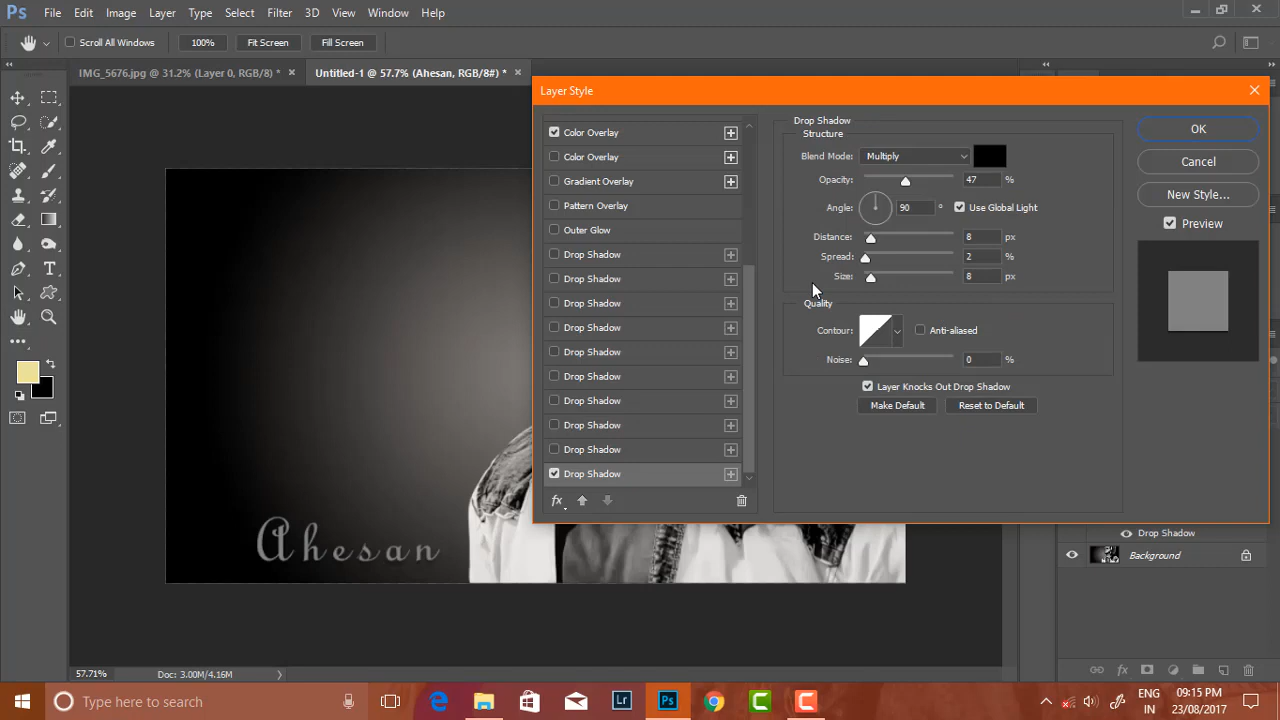 Ps File Edit Image Layer Type Select Filter 3D View Window Help
Scroll All Windows 100% Fit Screen Fill Screen
IMG_5676.jpg @ 31.2% (Layer 0, RGB/8) * × Untitled-1 @ 57.7% (Ahesan, RGB/8#) * ×
Layer Style
Color Overlay
Color Overlay
Gradient Overlay
Pattern Overlay
Outer Glow
Drop Shadow
Drop Shadow
Drop Shadow
Drop Shadow
Drop Shadow
Drop Shadow
Drop Shadow
Drop Shadow
Drop Shadow
Drop Shadow
fx
Drop Shadow
Structure
Blend Mode: Multiply
Opacity: 47 %
Angle: 90 ° Use Global Light
Distance: 8 px
Spread: 2 %
Size: 8 px
Quality
Contour: Anti-aliased
Noise: 0 %
Layer Knocks Out Drop Shadow
Make Default Reset to Default
OK
Cancel
New Style...
Preview
Ahesan
Drop Shadow
Background
fx
57.71% Doc: 3.00M/4.16M
Type here to search
Lr Ps C C
ENG
IN
09:15 PM
23/08/2017